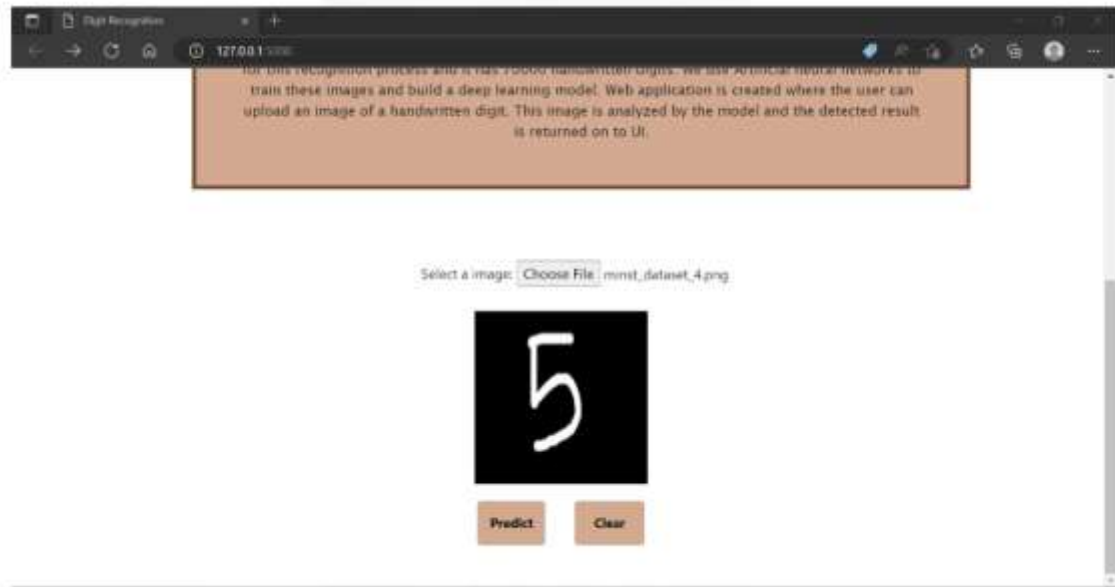 Digit Recognition
127.0.0.1:5000
for this recognition process and it has 70000 handwritten digits. We use Artificial neural networks to
train these images and build a deep learning model. Web application is created where the user can
upload an image of a handwritten digit. This image is analyzed by the model and the detected result
is returned on to UI.
Select a image: Choose File minst_dataset_4.png
5
Predict Clear